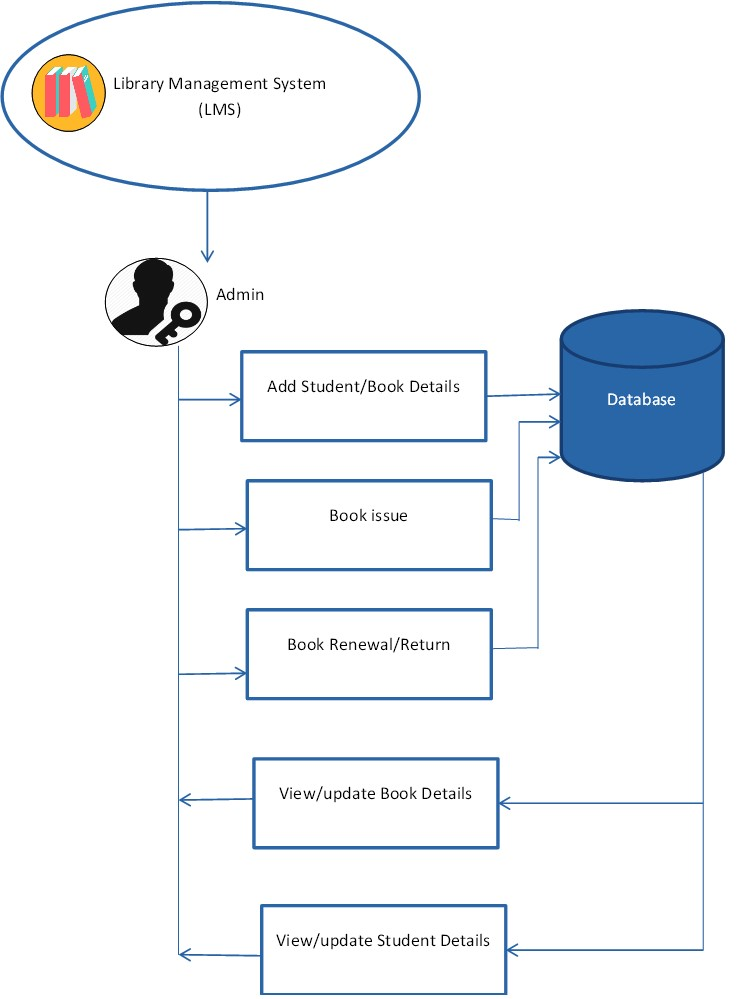 Library Management System
(LMS)
Admin
Add Student/Book Details
Database
Book issue
Book Renewal/Return
View/update Book Details
View/update Student Details